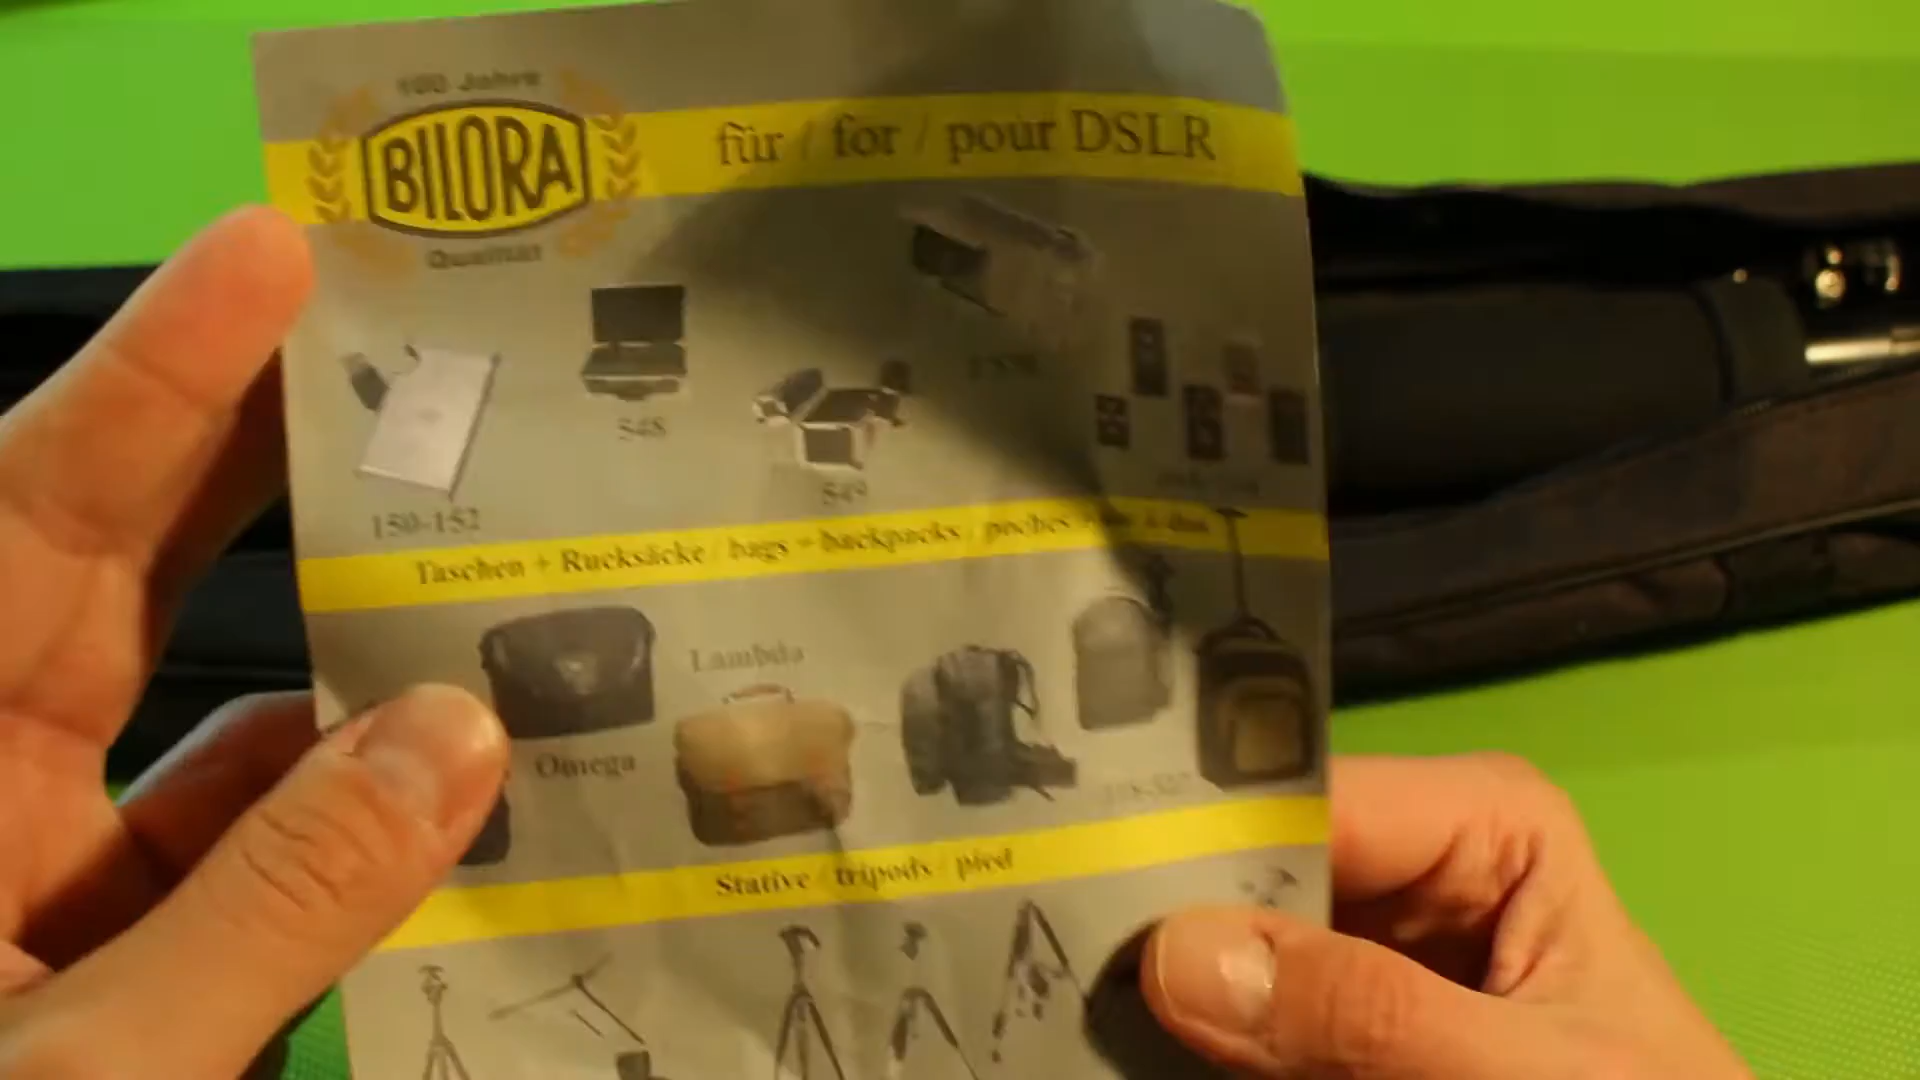 100 Jahre
BILORA
Qualität
für / for / pour DSLR
548
549
150-152
Taschen + Rucksäcke / bags - backpacks / poches
Lambda
Omega
Stative / tripods / pied